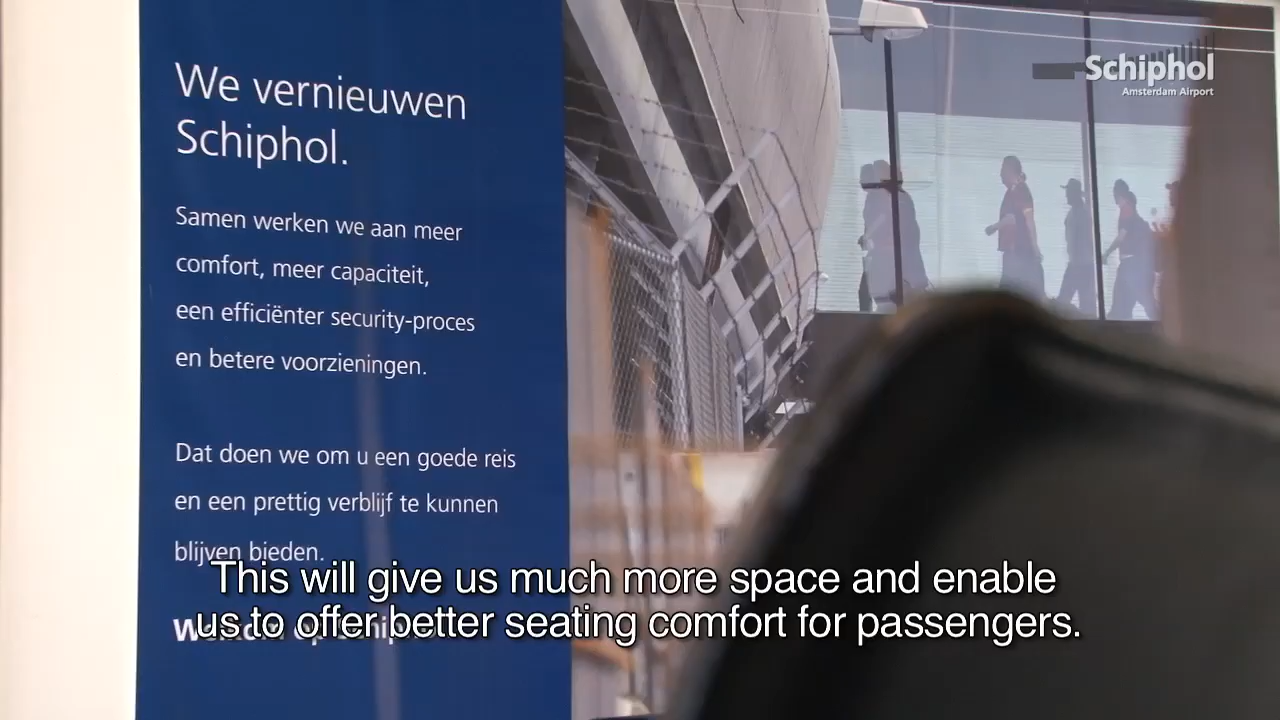 We vernieuwen
Schiphol.
Samen werken we aan meer
comfort, meer capaciteit,
een efficiënter security-proces
en betere voorzieningen.
Dat doen we om u een goede reis
en een prettig verblijf te kunnen
blijven bieden.
Schiphol
Amsterdam Airport
This will give us much more space and enable
us to offer better seating comfort for passengers.